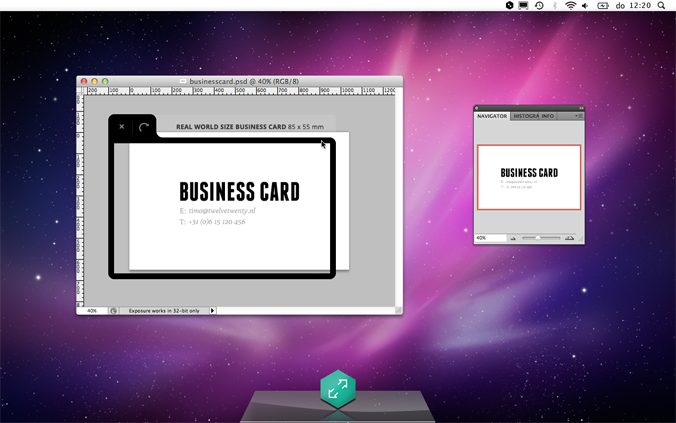 do 12:20
businesscard.psd @ 40% (RGB/8)
200 100 0 100 200 300 400 500 600 700 800 900 1000 1100 1200
REAL WORLD SIZE BUSINESS CARD 85 x 55 mm
BUSINESS CARD
E: timo@twelvetwenty.nl
T: +31 (0)6 15 120 456
40%
Exposure works in 32-bit only
NAVIGATOR HISTOGRA INFO
BUSINESS CARD
40%